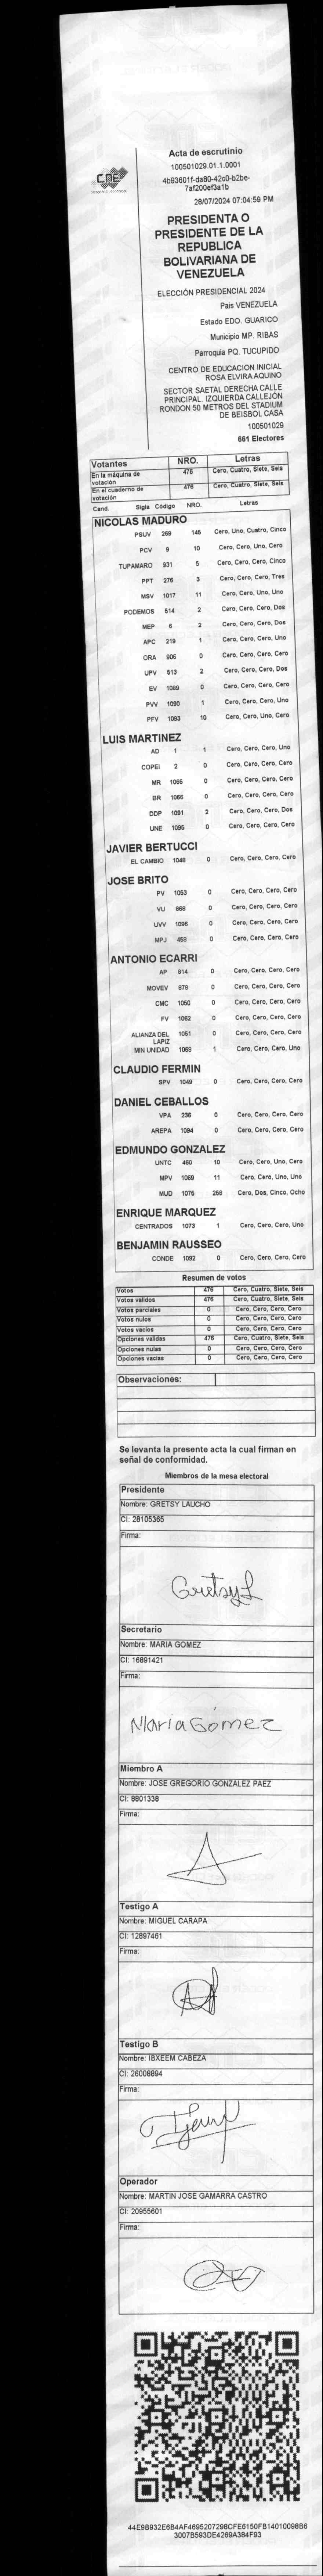 CNE
Acta de escrutinio
100501029.01.1.0001
4b93601f-da80-42c0-b2be-
7af200ef3a1b
28/07/2024 07:04:59 PM
PRESIDENTA O
PRESIDENTE DE LA
REPUBLICA
BOLIVARIANA DE
VENEZUELA
ELECCIÓN PRESIDENCIAL 2024
Pais VENEZUELA
Estado EDO. GUARICO
Municipio MP. RIBAS
Parroquia PQ. TUCUPIDO
CENTRO DE EDUCACION INICIAL
ROSA ELVIRA AQUINO
SECTOR SAETAL DERECHA CALLE
PRINCIPAL. IZQUIERDA CALLEJÓN
RONDON 50 METROS DEL STADIUM
DE BEISBOL CASA
100501029
661 Electores
Votantes NRO. Letras
En la máquina de votación 476 Cero, Cuatro, Siete, Seis
En el cuaderno de votación 476 Cero, Cuatro, Siete, Seis
Cand. Sigla Código NRO. Letras
NICOLAS MADURO
PSUV 269 145 Cero, Uno, Cuatro, Cinco
PCV 9 10 Cero, Cero, Uno, Cero
TUPAMARO 931 5 Cero, Cero, Cero, Cinco
PPT 276 3 Cero, Cero, Cero, Tres
MSV 1017 11 Cero, Cero, Uno, Uno
PODEMOS 514 2 Cero, Cero, Cero, Dos
MEP 6 2 Cero, Cero, Cero, Dos
APC 219 1 Cero, Cero, Cero, Uno
ORA 906 0 Cero, Cero, Cero, Cero
UPV 513 2 Cero, Cero, Cero, Dos
EV 1089 0 Cero, Cero, Cero, Cero
PVV 1090 1 Cero, Cero, Cero, Uno
PFV 1093 10 Cero, Cero, Uno, Cero
LUIS MARTINEZ
AD 1 1 Cero, Cero, Cero, Uno
COPEI 2 0 Cero, Cero, Cero, Cero
MR 1065 0 Cero, Cero, Cero, Cero
BR 1066 0 Cero, Cero, Cero, Cero
DDP 1091 2 Cero, Cero, Cero, Dos
UNE 1095 0 Cero, Cero, Cero, Cero
JAVIER BERTUCCI
EL CAMBIO 1048 0 Cero, Cero, Cero, Cero
JOSE BRITO
PV 1053 0 Cero, Cero, Cero, Cero
VU 868 0 Cero, Cero, Cero, Cero
UVV 1096 0 Cero, Cero, Cero, Cero
MPJ 458 0 Cero, Cero, Cero, Cero
ANTONIO ECARRI
AP 814 0 Cero, Cero, Cero, Cero
MOVEV 878 0 Cero, Cero, Cero, Cero
CMC 1050 0 Cero, Cero, Cero, Cero
FV 1062 0 Cero, Cero, Cero, Cero
ALIANZA DEL LAPIZ 1051 0 Cero, Cero, Cero, Cero
MIN UNIDAD 1068 1 Cero, Cero, Cero, Uno
CLAUDIO FERMIN
SPV 1049 0 Cero, Cero, Cero, Cero
DANIEL CEBALLOS
VPA 236 0 Cero, Cero, Cero, Cero
AREPA 1094 0 Cero, Cero, Cero, Cero
EDMUNDO GONZALEZ
UNTC 460 10 Cero, Cero, Uno, Cero
MPV 1069 11 Cero, Cero, Uno, Uno
MUD 1075 258 Cero, Dos, Cinco, Ocho
ENRIQUE MARQUEZ
CENTRADOS 1073 1 Cero, Cero, Cero, Uno
BENJAMIN RAUSSEO
CONDE 1092 0 Cero, Cero, Cero, Cero
Resumen de votos
Votos 476 Cero, Cuatro, Siete, Seis
Votos validos 476 Cero, Cuatro, Siete, Seis
Votos parciales 0 Cero, Cero, Cero, Cero
Votos nulos 0 Cero, Cero, Cero, Cero
Votos vacios 0 Cero, Cero, Cero, Cero
Opciones validas 476 Cero, Cuatro, Siete, Seis
Opciones nulas 0 Cero, Cero, Cero, Cero
Opciones vacias 0 Cero, Cero, Cero, Cero
Observaciones:
Se levanta la presente acta la cual firman en
señal de conformidad.
Miembros de la mesa electoral
Presidente
Nombre: GRETSY LAUCHO
CI: 28105365
Firma:
Gretsy L
Secretario
Nombre: MARIA GOMEZ
CI: 16891421
Firma:
Maria Gómez
Miembro A
Nombre: JOSE GREGORIO GONZALEZ PAEZ
CI: 8801338
Firma:
Testigo A
Nombre: MIGUEL CARAPA
CI: 12897461
Firma:
Testigo B
Nombre: IBXEEM CABEZA
CI: 26008694
Firma:
Operador
Nombre: MARTIN JOSE GAMARRA CASTRO
CI: 20955601
Firma:
44E9B932E6B4AF4695207298CFE6150FB14010098B6
3007B593DE4269A384F93